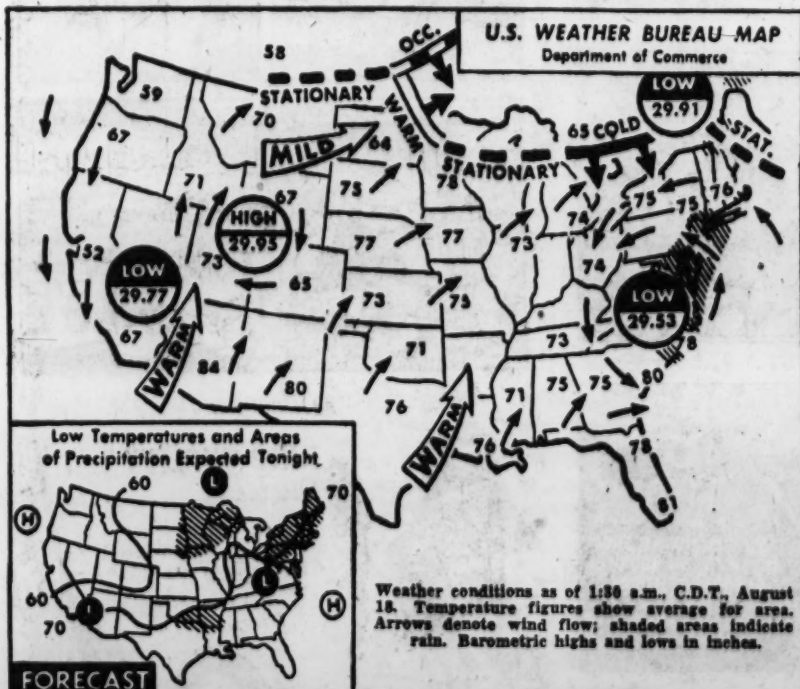 U.S. WEATHER BUREAU MAP
Department of Commerce
58
OCC.
STATIONARY
59
70
WARM
LOW
29.91
67
MILD
64
STATIONARY
65 COLD
STAT.
71
67
75
78
75
75
76
HIGH
29.95
74
52
73
77
77
73
74
LOW
29.77
65
73
75
LOW
29.53
67
WARM
84
80
71
73
8
76
WARM
71
75
75
80
76
78
81
Low Temperatures and Areas
of Precipitation Expected Tonight
60
L
70
H
L
60
L
70
H
FORECAST
Weather conditions as of 1:30 a.m., C.D.T., August
18. Temperature figures show average for area.
Arrows denote wind flow; shaded areas indicate
rain. Barometric highs and lows in inches.